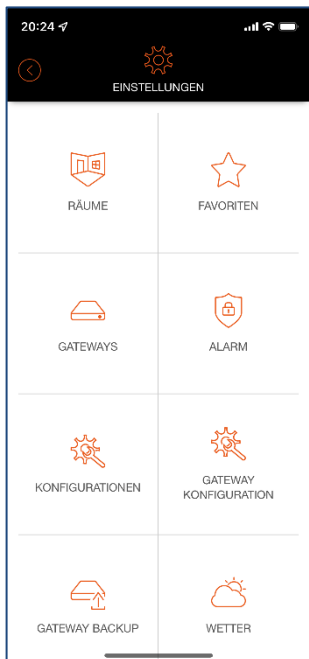 20:24
EINSTELLUNGEN
RÄUME
FAVORITEN
GATEWAYS
ALARM
KONFIGURATIONEN
GATEWAY
KONFIGURATION
GATEWAY BACKUP
WETTER